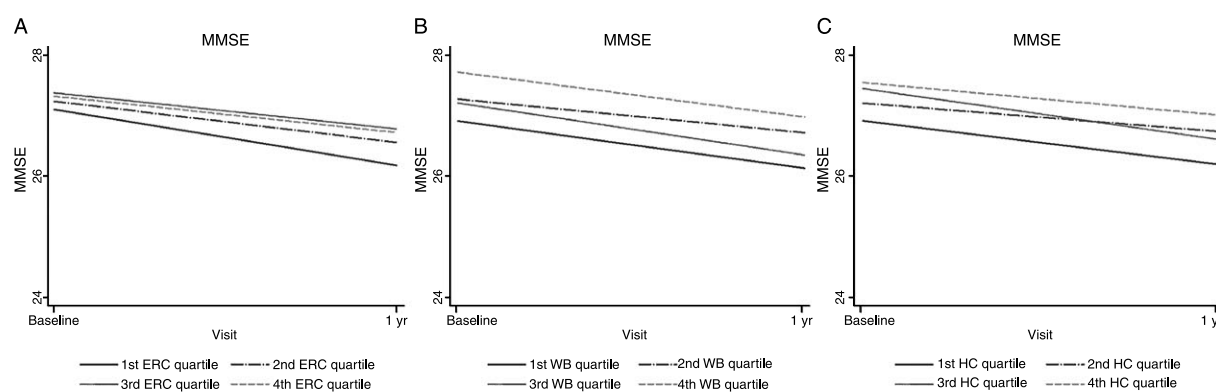 A
MMSE
28
26
24
MMSE
Baseline
1 yr
Visit
1st ERC quartile
2nd ERC quartile
3rd ERC quartile
4th ERC quartile
B
MMSE
28
26
24
MMSE
Baseline
1 yr
Visit
1st WB quartile
2nd WB quartile
3rd WB quartile
4th WB quartile
C
MMSE
28
26
24
MMSE
Baseline
1 y
Visit
1st HC quartile
2nd HC quartile
3rd HC quartile
4th HC quartile